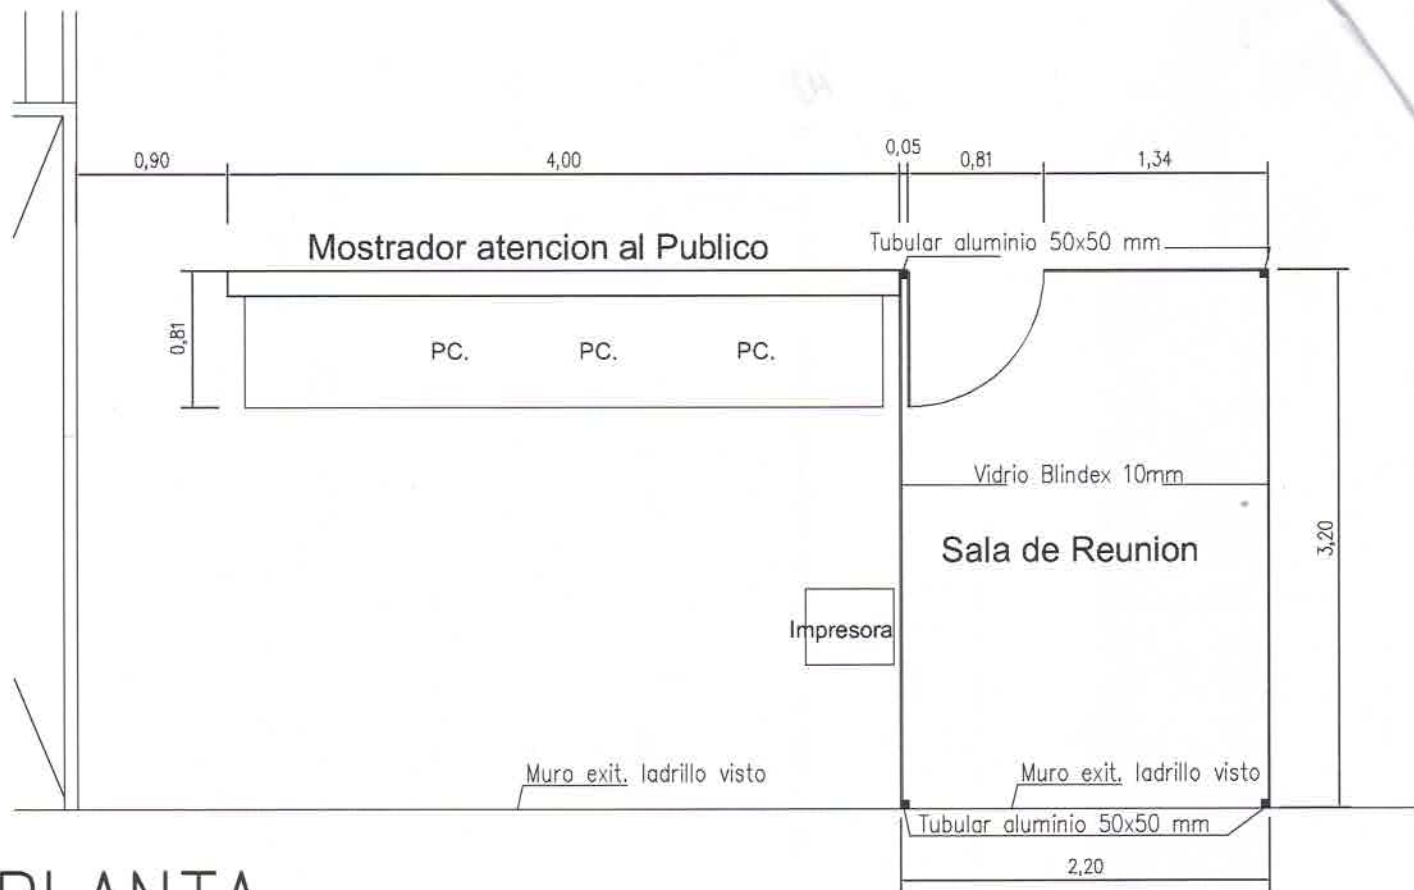 0,90
4,00
0,05
0,81
1,34
Mostrador atencion al Publico
Tubular aluminio 50x50 mm
0,81
PC.
PC.
PC.
Vidrio Blindex 10mm
Sala de Reunion
3,20
Impresora
Muro exit. ladrillo visto
Muro exit. ladrillo visto
Tubular aluminio 50x50 mm
2,20
PLANTA